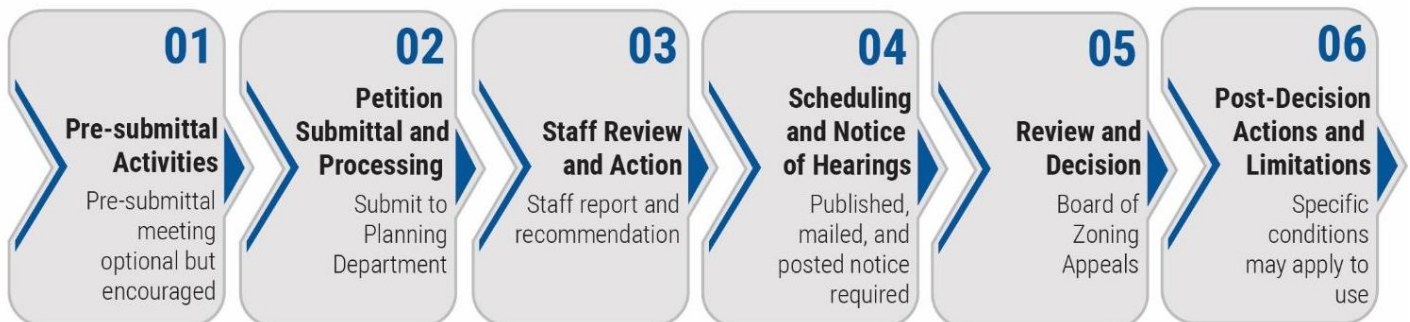 01
Pre-submittal
Activities
Pre-submittal
meeting
optional but
encouraged
02
Petition
Submittal and
Processing
Submit to
Planning
Department
03
Staff Review
and Action
Staff report and
recommendation
04
Scheduling
and Notice
of Hearings
Published,
mailed, and
posted notice
required
05
Review and
Decision
Board of
Zoning
Appeals
06
Post-Decision
Actions and
Limitations
Specific
conditions
may apply to
use